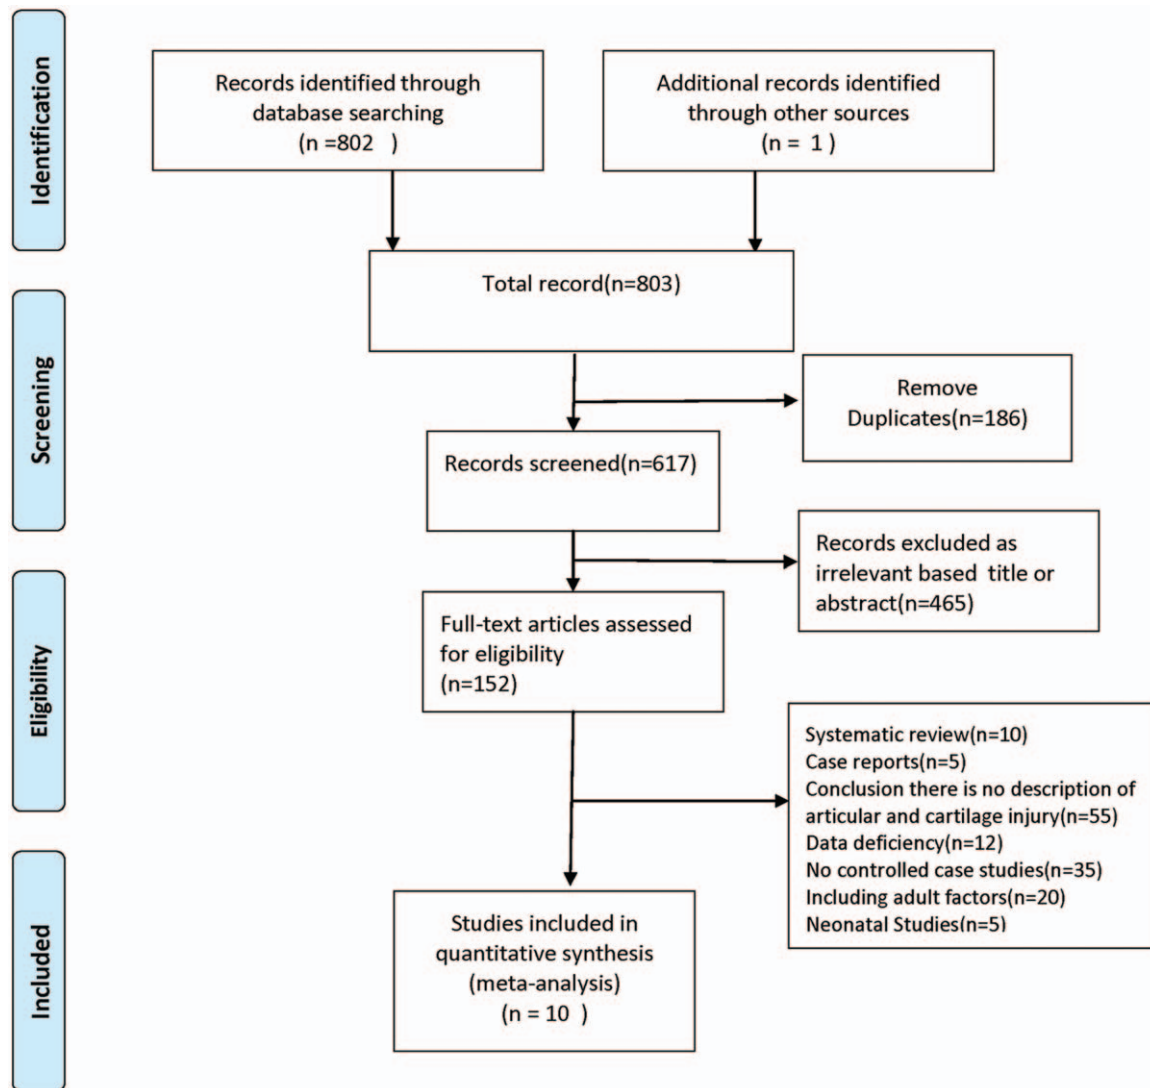 Identification
Records identified through
database searching
(n =802 )
Additional records identified
through other sources
(n = 1 )
Total record(n=803)
Screening
Remove
Duplicates(n=186)
Records screened(n=617)
Records excluded as
irrelevant based title or
abstract(n=465)
Eligibility
Full-text articles assessed
for eligibility
(n=152)
Systematic review(n=10)
Case reports(n=5)
Conclusion there is no description of
articular and cartilage injury(n=55)
Data deficiency(n=12)
No controlled case studies(n=35)
Including adult factors(n=20)
Neonatal Studies(n=5)
Included
Studies included in
quantitative synthesis
(meta-analysis)
(n = 10 )